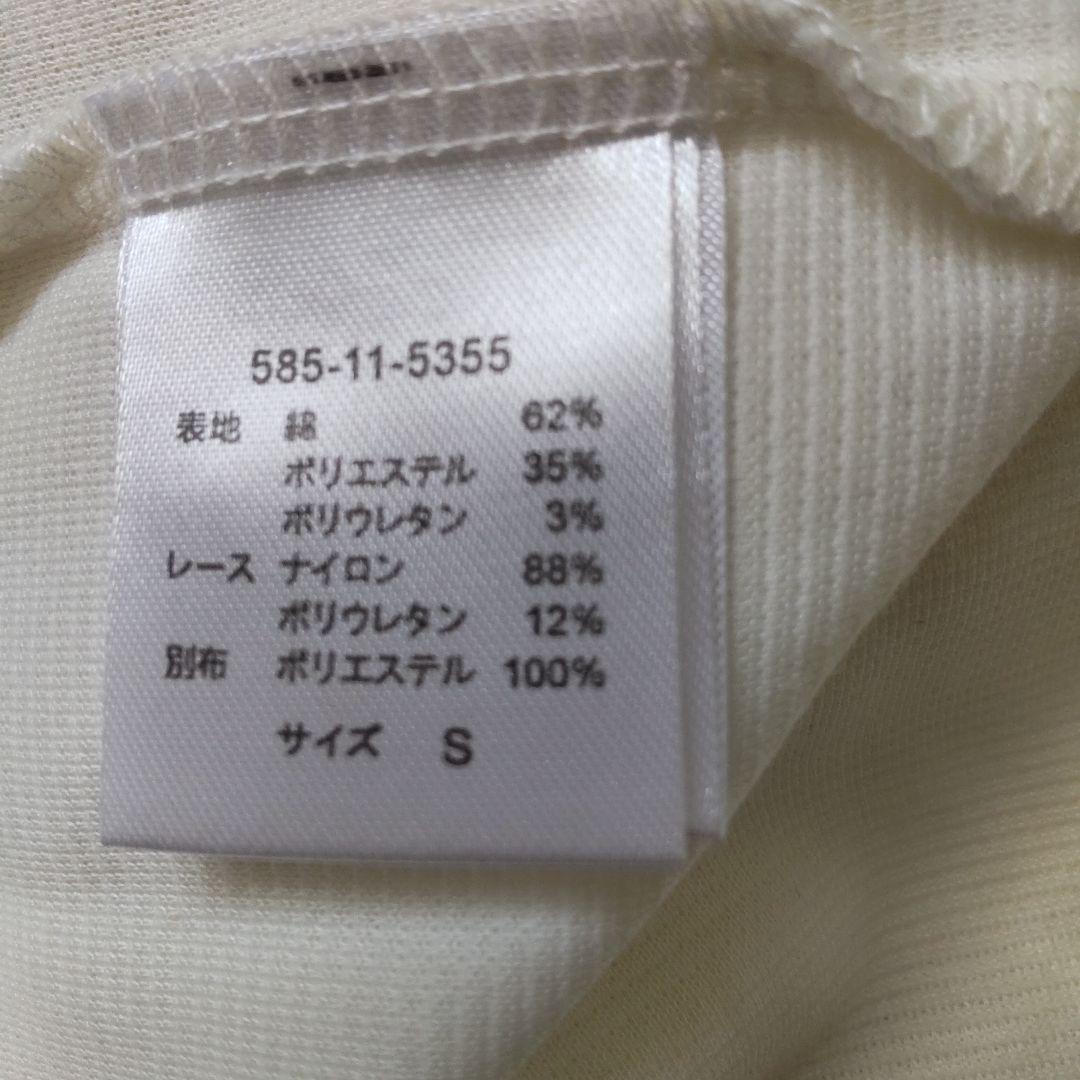 585-11-5355
表地 綿 62%
ポリエステル 35%
ポリウレタン 3%
レース ナイロン 88%
ポリウレタン 12%
別布 ポリエステル 100%
サイズ S